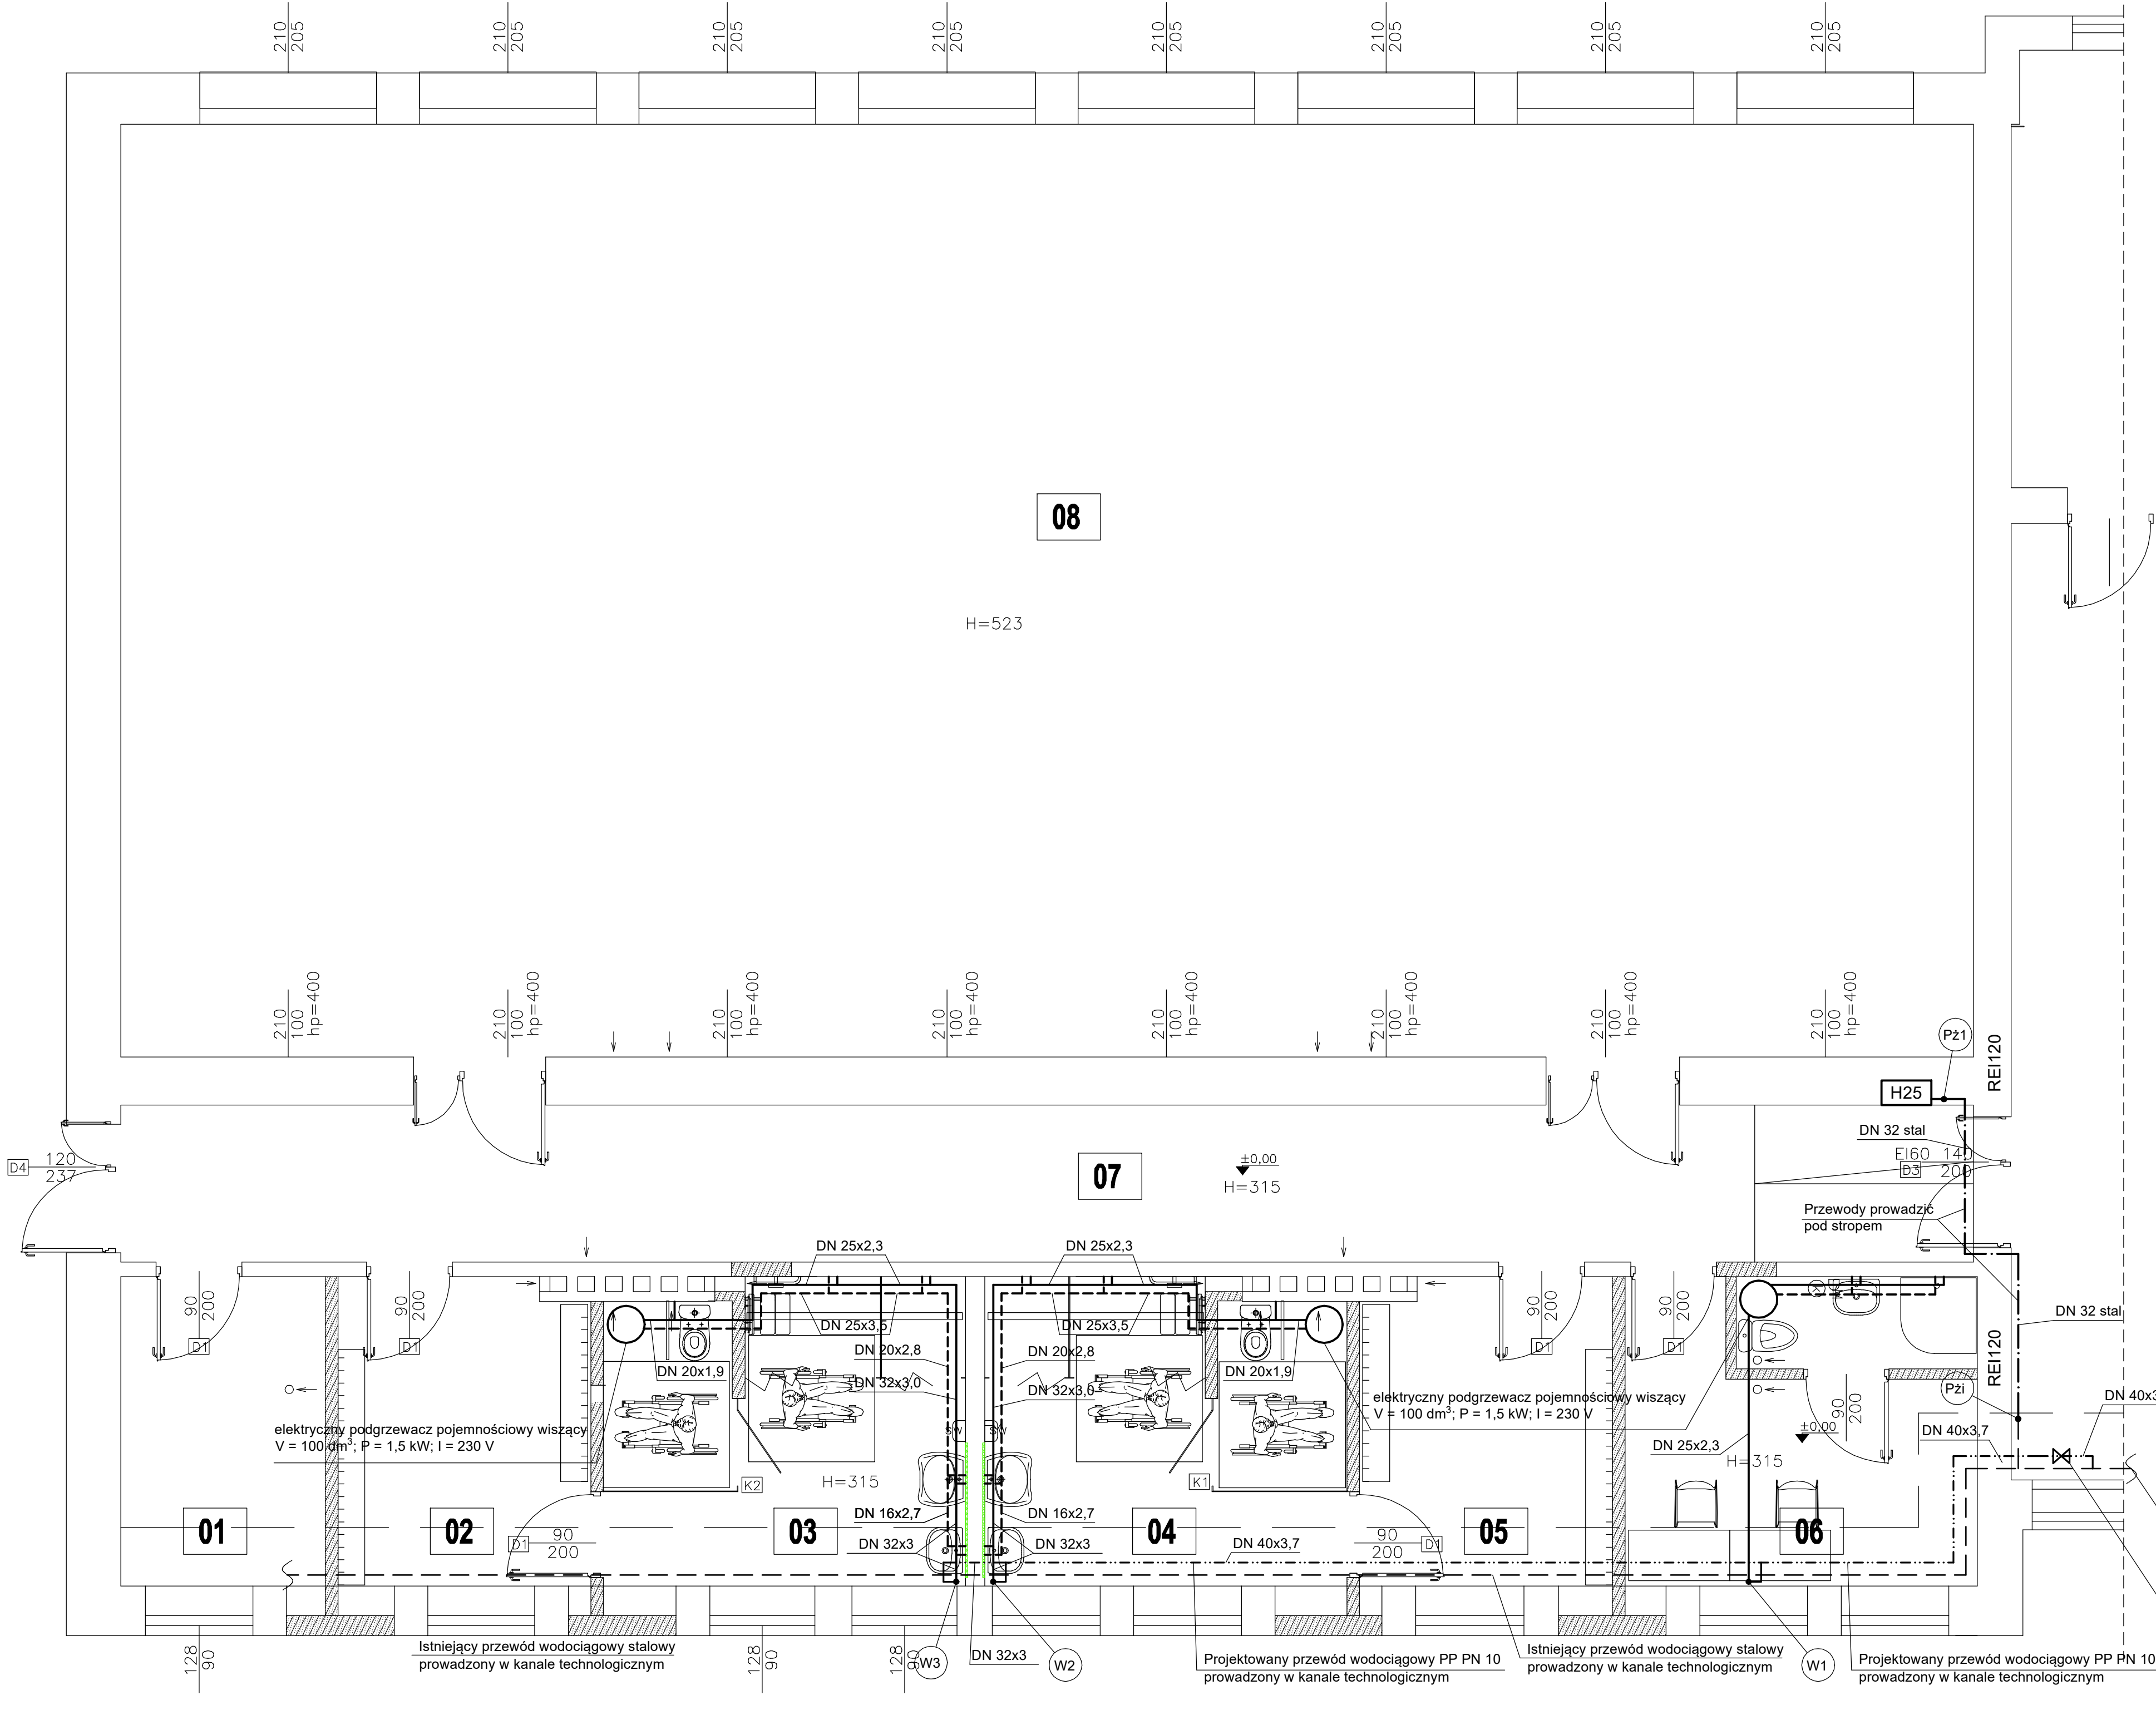 210
205
210
205
210
205
210
205
210
205
210
205
210
205
210
205
08
H=523
210
100
hp=400
210
100
hp=400
210
100
hp=400
210
100
hp=400
210
100
hp=400
210
100
hp=400
210
100
hp=400
210
100
hp=400
Pż1
REI120
H25
DN 32 stal
EI60 140
D3 200
D4 120
237
07
±0,00
H=315
Przewody prowadzić
pod stropem
DN 25x2,3
DN 25x2,3
90
200
D1
90
200
D1
90
200
D1
90
200
D1
DN 32 stal
DN 25x3,5
DN 25x3,5
REI120
DN 20x2,8
DN 20x2,8
DN 20x1,9
DN 20x1,9
DN 32x3,0
DN 32x3,0
Pżi
DN 40x3
elektryczny podgrzewacz pojemnościowy wiszący
V = 100 dm³; P = 1,5 kW; I = 230 V
elektryczny podgrzewacz pojemnościowy wiszący
V = 100 dm³; P = 1,5 kW; I = 230 V
90
200
±0,00
SW
SW
DN 25x2,3
H=315
DN 40x3,7
K2
H=315
K1
DN 16x2,7
DN 16x2,7
01
02
03
04
05
06
D1
90
200
DN 32x3
DN 32x3
DN 40x3,7
90
200
D1
128
90
Istniejący przewód wodociągowy stalowy
prowadzony w kanale technologicznym
128
90
128
90
W3
DN 32x3
W2
Projektowany przewód wodociągowy PP PN 10
prowadzony w kanale technologicznym
Istniejący przewód wodociągowy stalowy
prowadzony w kanale technologicznym
W1
Projektowany przewód wodociągowy PP PN 10
prowadzony w kanale technologicznym